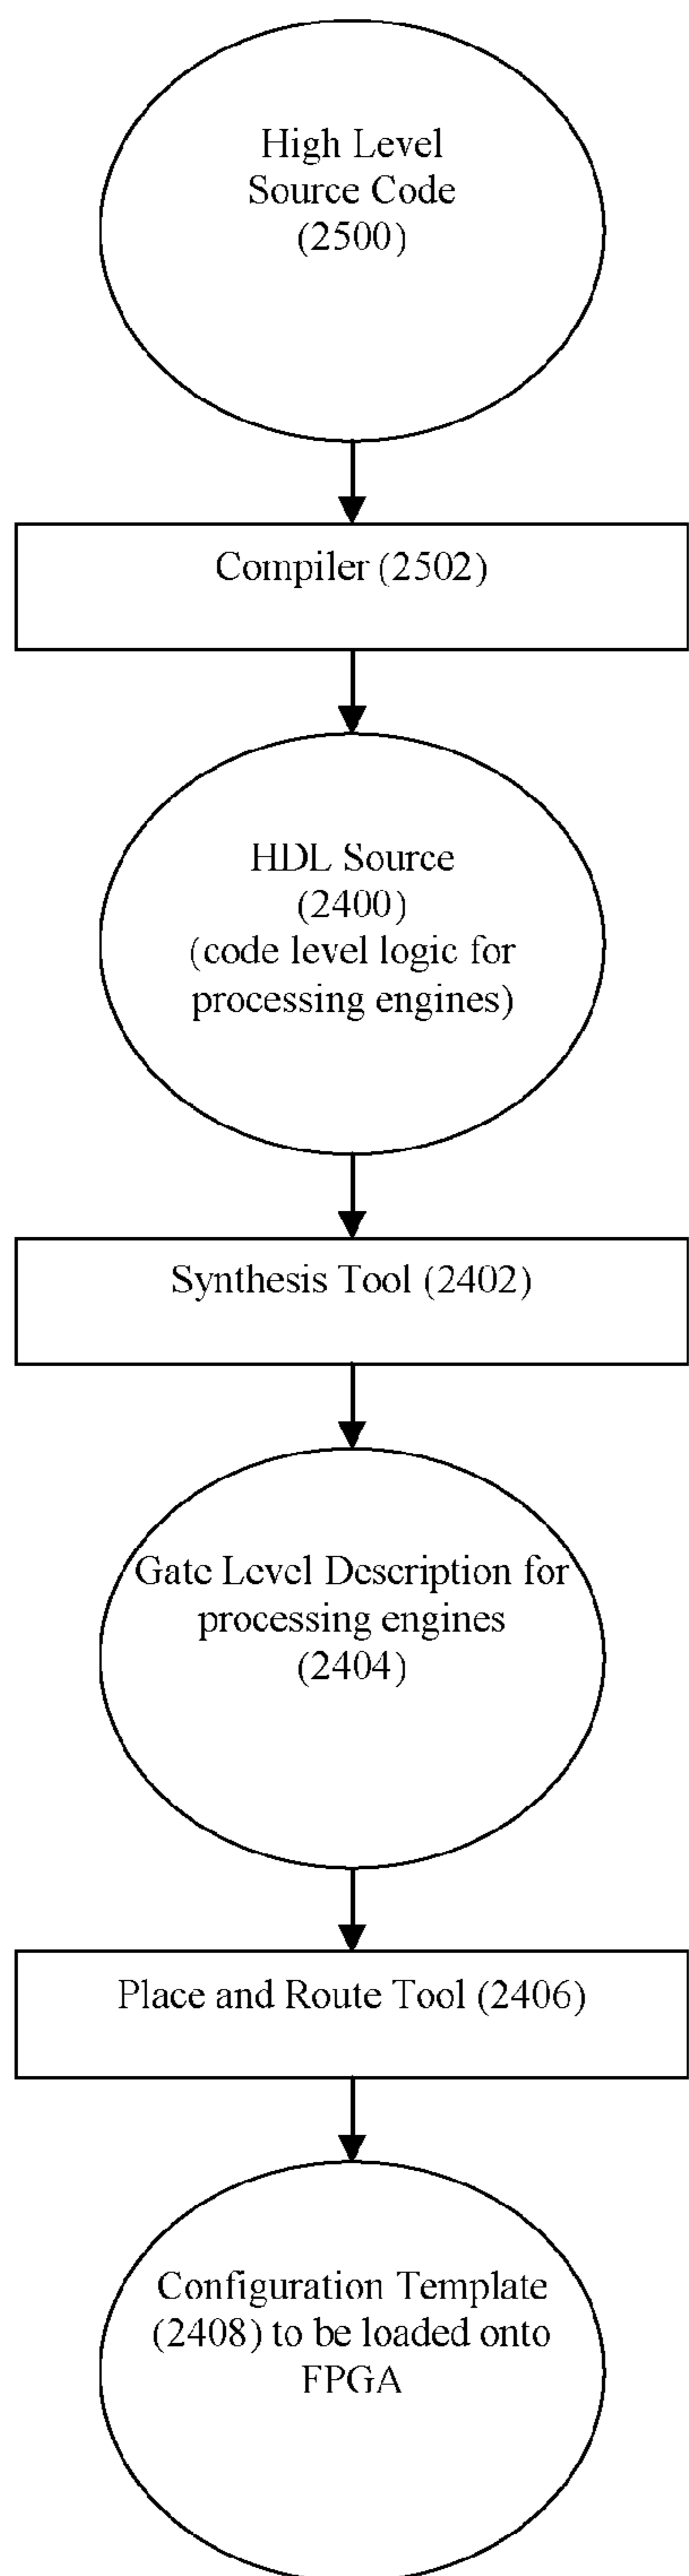 High Level
Source Code
(2500)
Compiler (2502)
HDL Source
(2400)
(code level logic for
processing engines)
Synthesis Tool (2402)
Gate Level Description for
processing engines
(2404)
Place and Route Tool (2406)
Configuration Template
(2408) to be loaded onto
FPGA